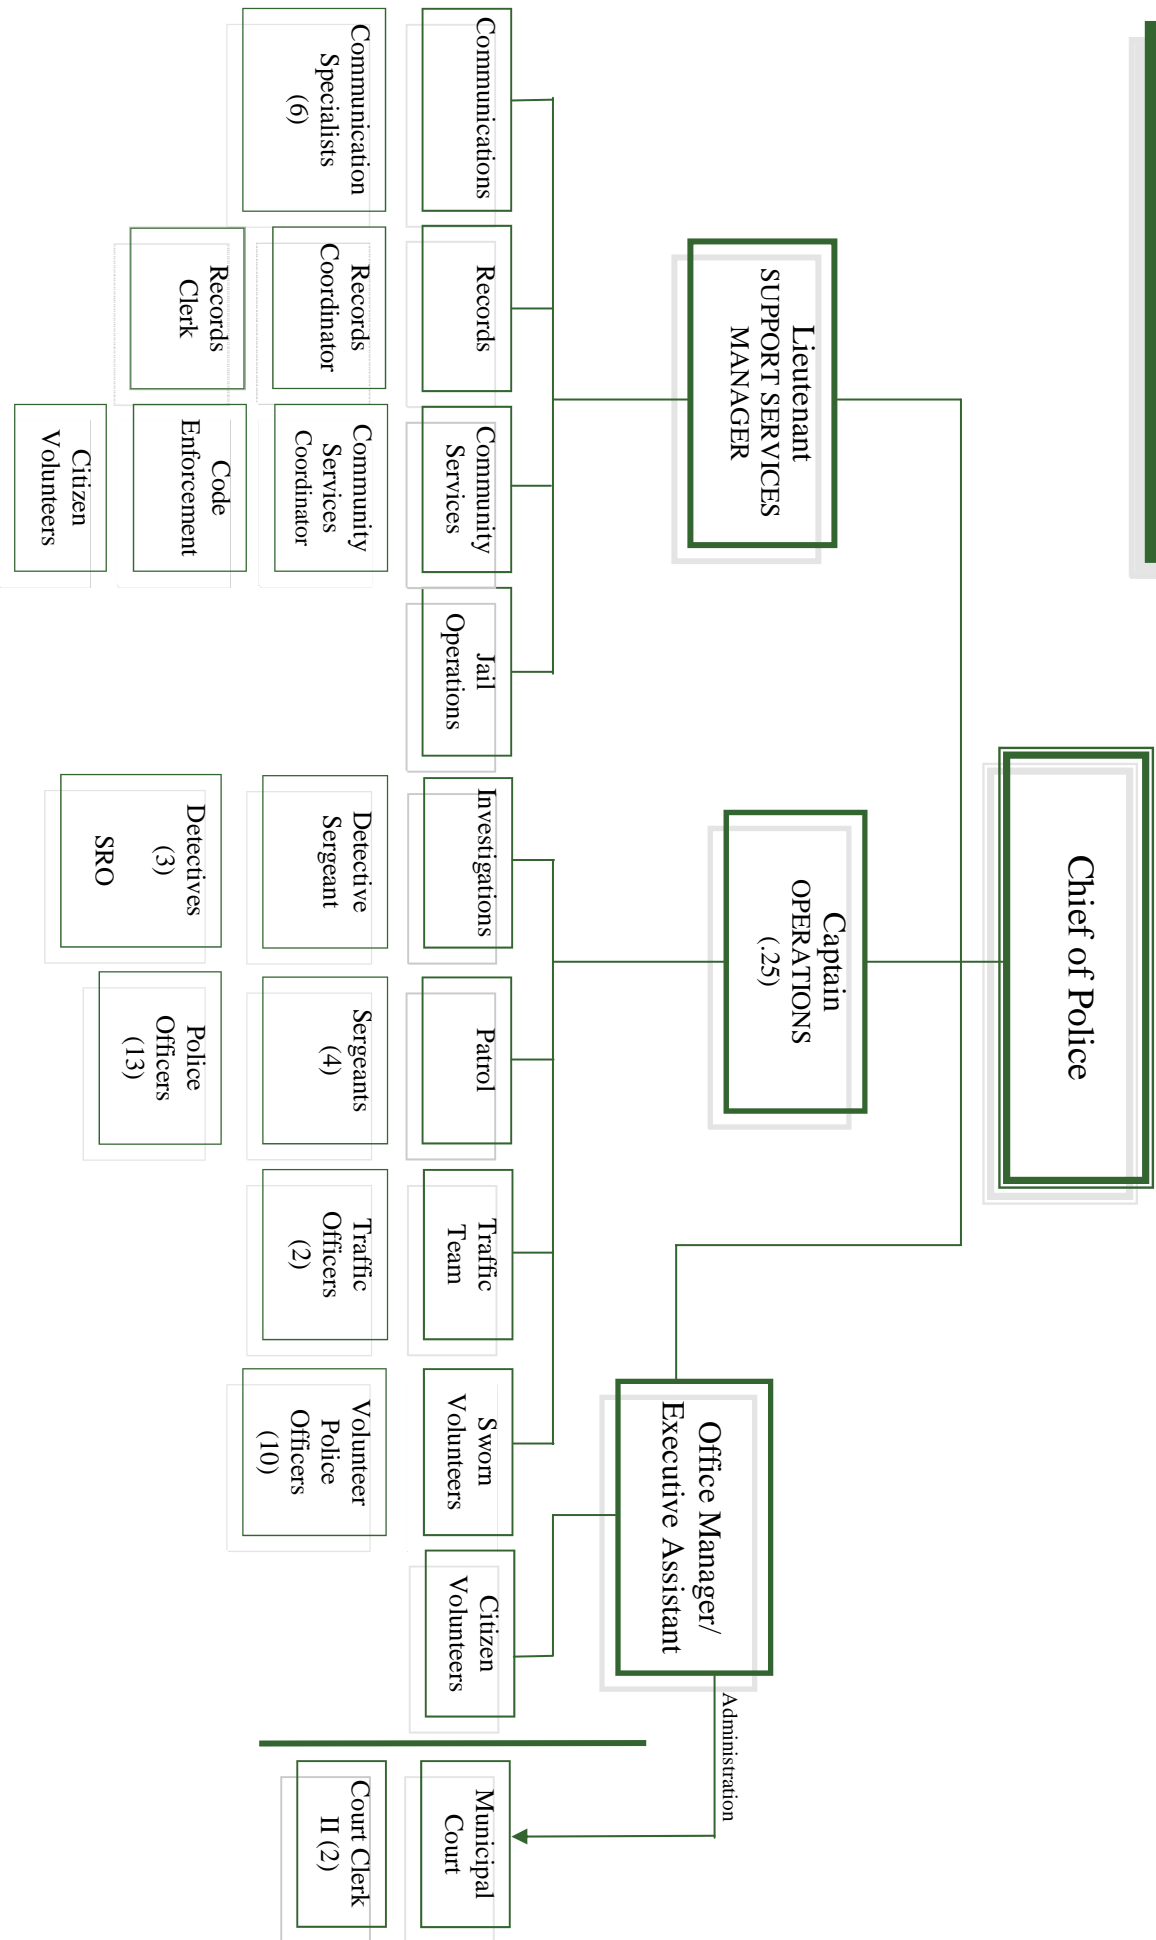 Chief of Police
Lieutenant
SUPPORT SERVICES
MANAGER
Captain
OPERATIONS
(.25)
Office Manager/
Executive Assistant
Administration
Communications
Records
Community
Services
Jail
Operations
Investigations
Patrol
Traffic
Team
Sworn
Volunteers
Citizen
Volunteers
Municipal
Court
Communication
Specialists
(6)
Records
Coordinator
Community
Services
Coordinator
Detective
Sergeant
Sergeants
(4)
Traffic
Officers
(2)
Volunteer
Police
Officers
(10)
Court Clerk
II (2)
Records
Clerk
Code
Enforcement
Detectives
(3)
SRO
Police
Officers
(13)
Citizen
Volunteers